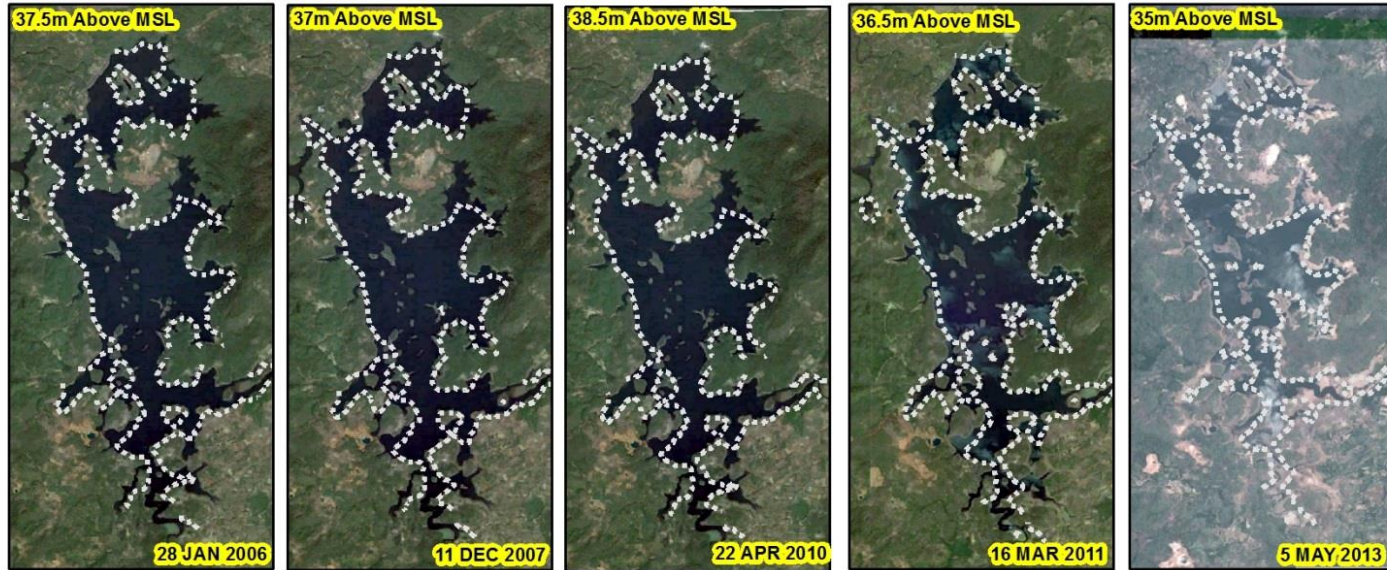 37.5m Above MSL
37m Above MSL
38.5m Above MSL
36.5m Above MSL
35m Above MSL
28 JAN 2006
11 DEC 2007
22 APR 2010
16 MAR 2011
5 MAY 2013